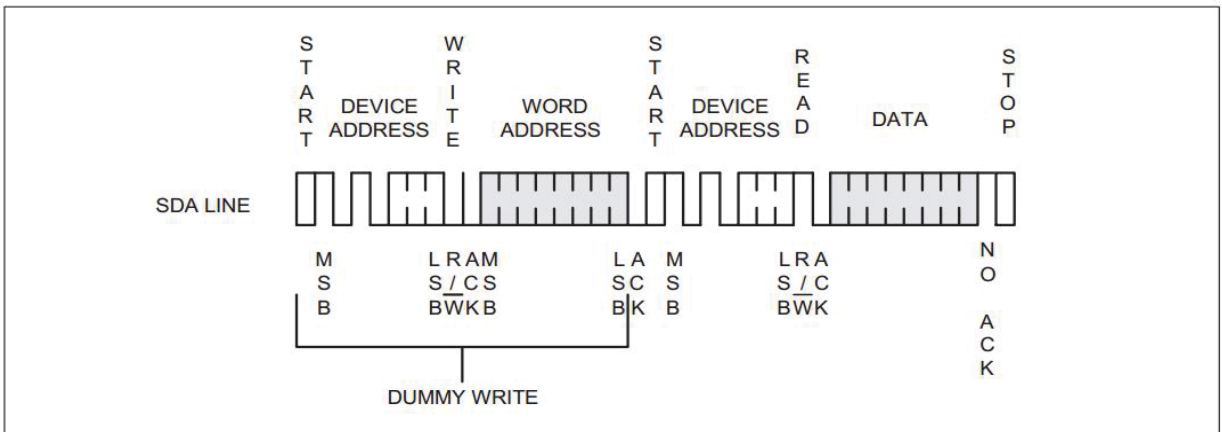 START
DEVICE ADDRESS
WRITE
WORD ADDRESS
START
DEVICE ADDRESS
READ
DATA
STOP
SDA LINE
MSB
LSB
R/W
ACK
MSB
LSB
ACK
MSB
LSB
R/W
ACK
NO ACK
DUMMY WRITE